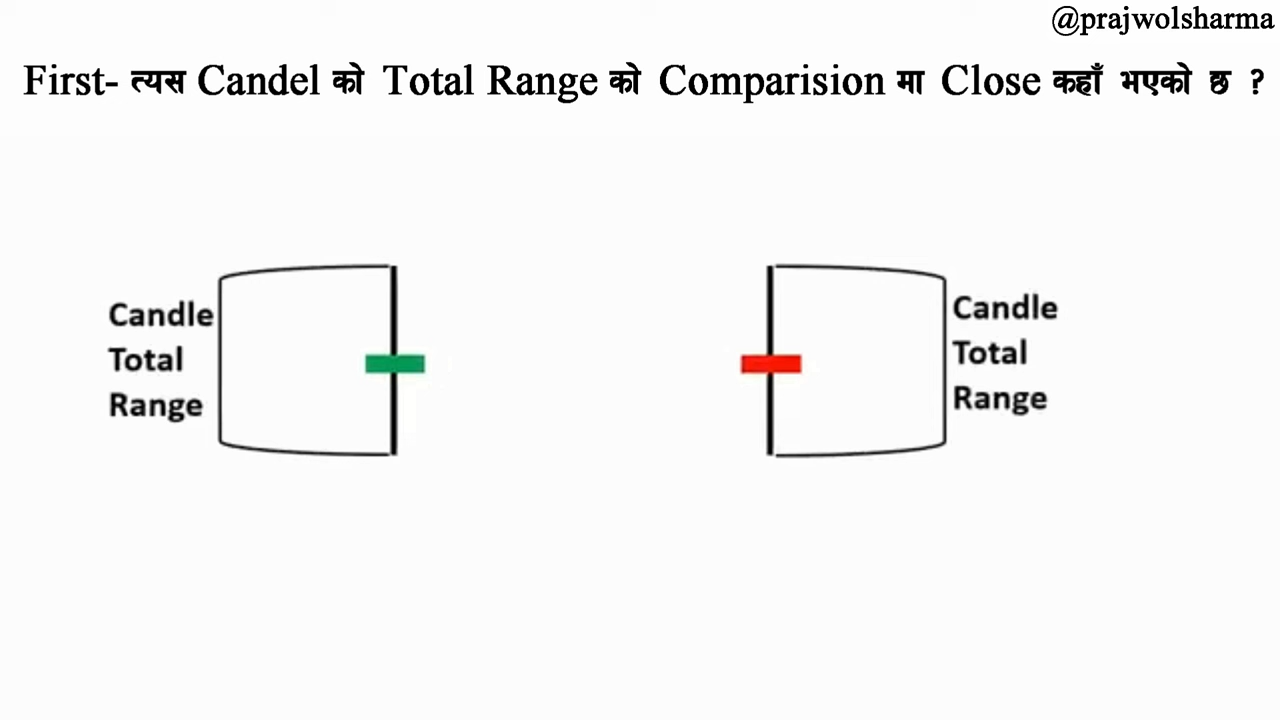 @prajwolsharma
First- त्यस Candel को Total Range को Comparision मा Close कहाँ भएको छ ?
Candle
Total
Range
Candle
Total
Range